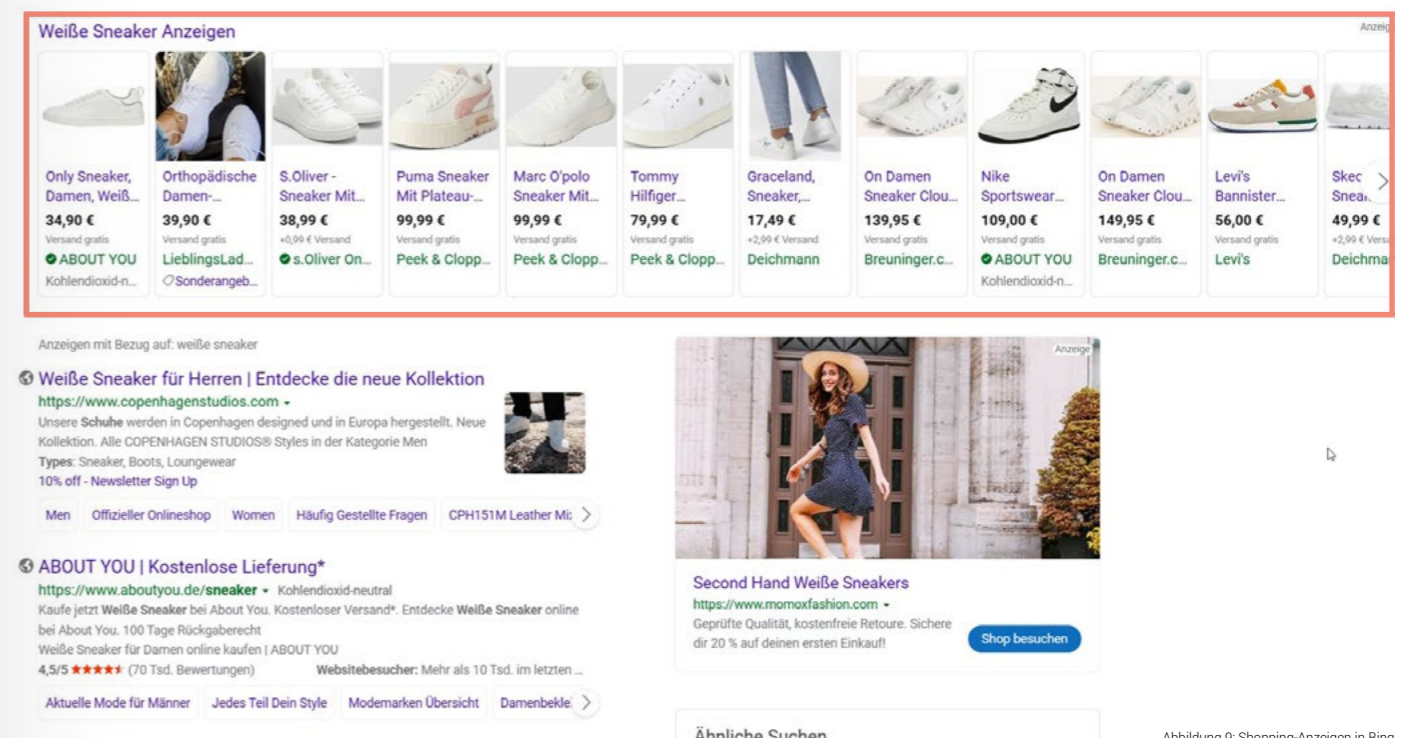 Weiße Sneaker Anzeigen
Anzeig
Only Sneaker,
Damen, Weiß...
34,90 €
Versand gratis
ABOUT YOU
Kohlendioxid-n...
Orthopädische
Damen-...
39,90 €
Versand gratis
LieblingsLad...
Sonderangeb...
S.Oliver -
Sneaker Mit...
38,99 €
+0,99 € Versand
s.Oliver On...
Puma Sneaker
Mit Plateau-...
99,99 €
Versand gratis
Peek & Clopp...
Marc O'polo
Sneaker Mit...
99,99 €
Versand gratis
Peek & Clopp...
Tommy
Hilfiger...
79,99 €
Versand gratis
Peek & Clopp...
Graceland,
Sneaker,...
17,49 €
+2,99 € Versand
Deichmann
On Damen
Sneaker Clou...
139,95 €
Versand gratis
Breuninger.c...
Nike
Sportswear...
109,00 €
Versand gratis
ABOUT YOU
Kohlendioxid-n...
On Damen
Sneaker Clou...
149,95 €
Versand gratis
Breuninger.c...
Levi's
Bannister...
56,00 €
Versand gratis
Levi's
Skec
Snea
49,99 €
+2,99 € Versa
Deichma
Anzeigen mit Bezug auf: weiße sneaker
Weiße Sneaker für Herren | Entdecke die neue Kollektion
https://www.copenhagenstudios.com
Unsere Schuhe werden in Copenhagen designed und in Europa hergestellt. Neue
Kollektion. Alle COPENHAGEN STUDIOS® Styles in der Kategorie Men
Types: Sneaker, Boots, Loungewear
10% off - Newsletter Sign Up
Men Offizieller Onlineshop Women Häufig Gestellte Fragen CPH151M Leather Mi
ABOUT YOU | Kostenlose Lieferung*
https://www.aboutyou.de/sneaker Kohlendioxid-neutral
Kaufe jetzt Weiße Sneaker bei About You. Kostenloser Versand*. Entdecke Weiße Sneaker online
bei About You. 100 Tage Rückgaberecht
Weiße Sneaker für Damen online kaufen | ABOUT YOU
4,5/5 (70 Tsd. Bewertungen) Websitebesucher: Mehr als 10 Tsd. im letzten ...
Aktuelle Mode für Männer Jedes Teil Dein Style Modemarken Übersicht Damenbekle
Anzeige
Second Hand Weiße Sneakers
https://www.momoxfashion.com
Geprüfte Qualität, kostenfreie Retoure. Sichere
dir 20 % auf deinen ersten Einkauf!
Shop besuchen
Ähnliche Suchen
Abbildung 9: Shopping-Anzeigen in Bing